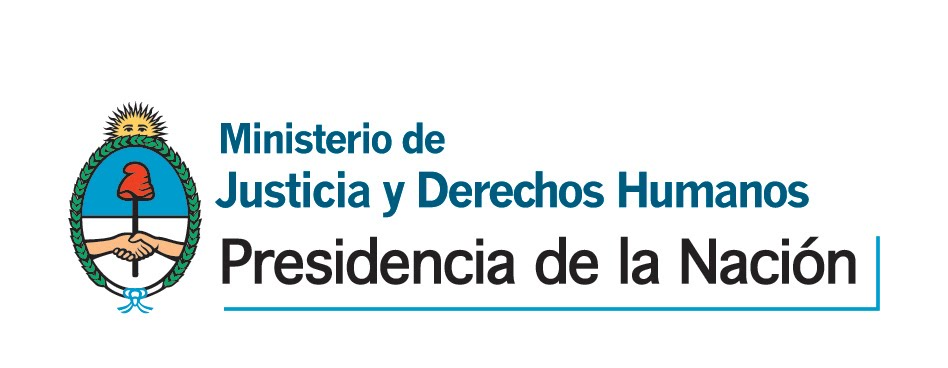 Ministerio de
Justicia y Derechos Humanos
Presidencia de la Nación